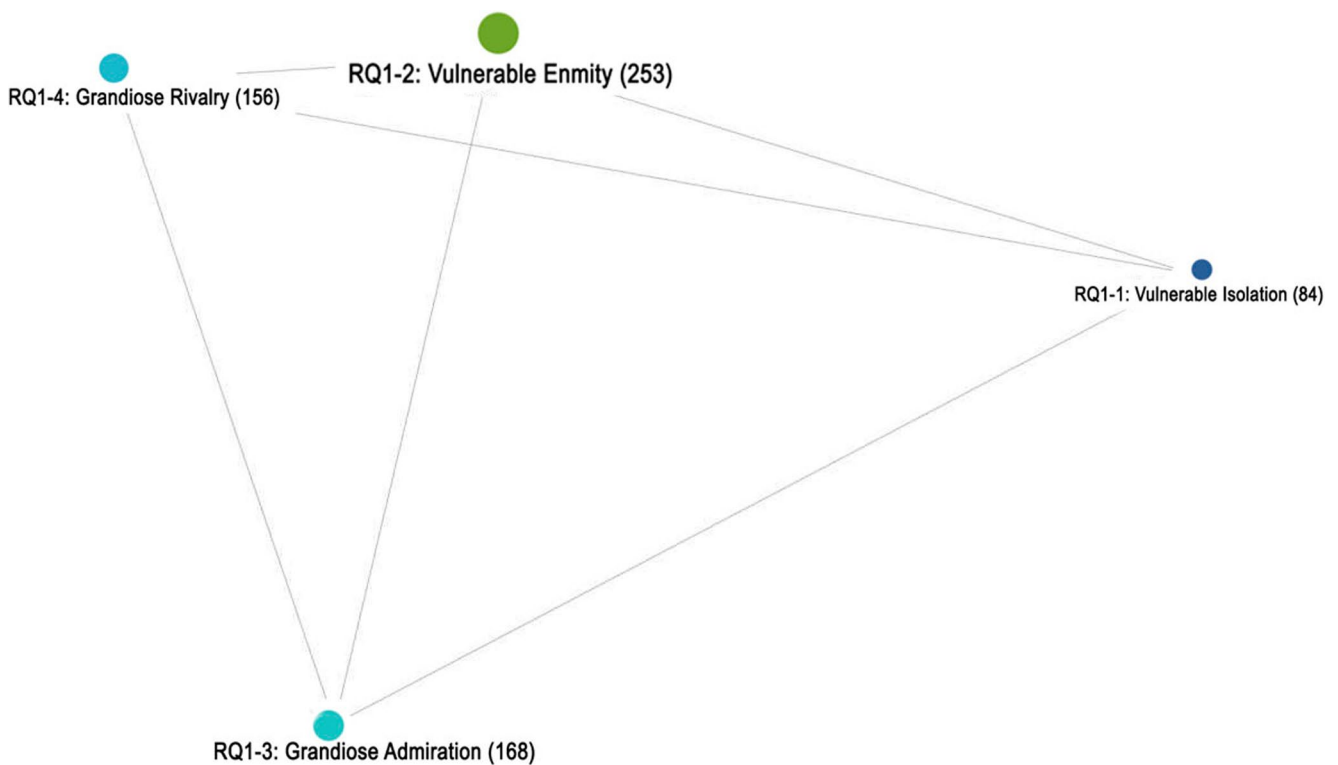 RQ1-2: Vulnerable Enmity (253)
RQ1-4: Grandiose Rivalry (156)
RQ1-1: Vulnerable Isolation (84)
RQ1-3: Grandiose Admiration (168)